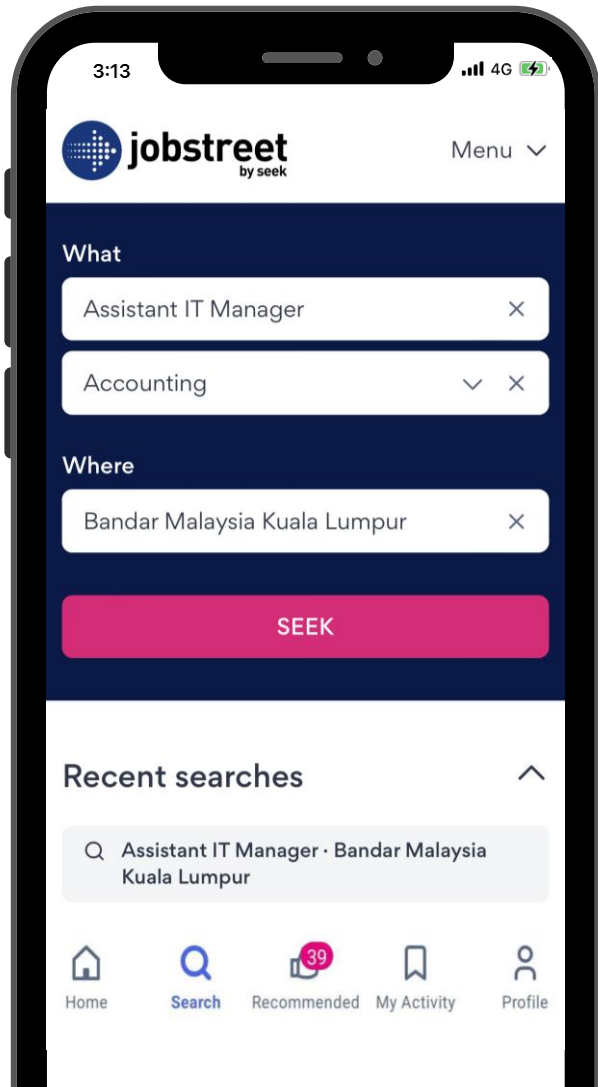 3:13
4G
jobstreet
by seek
Menu
What
Assistant IT Manager
Accounting
Where
Bandar Malaysia Kuala Lumpur
SEEK
Recent searches
Assistant IT Manager · Bandar Malaysia
Kuala Lumpur
39
Home
Search
Recommended
My Activity
Profile